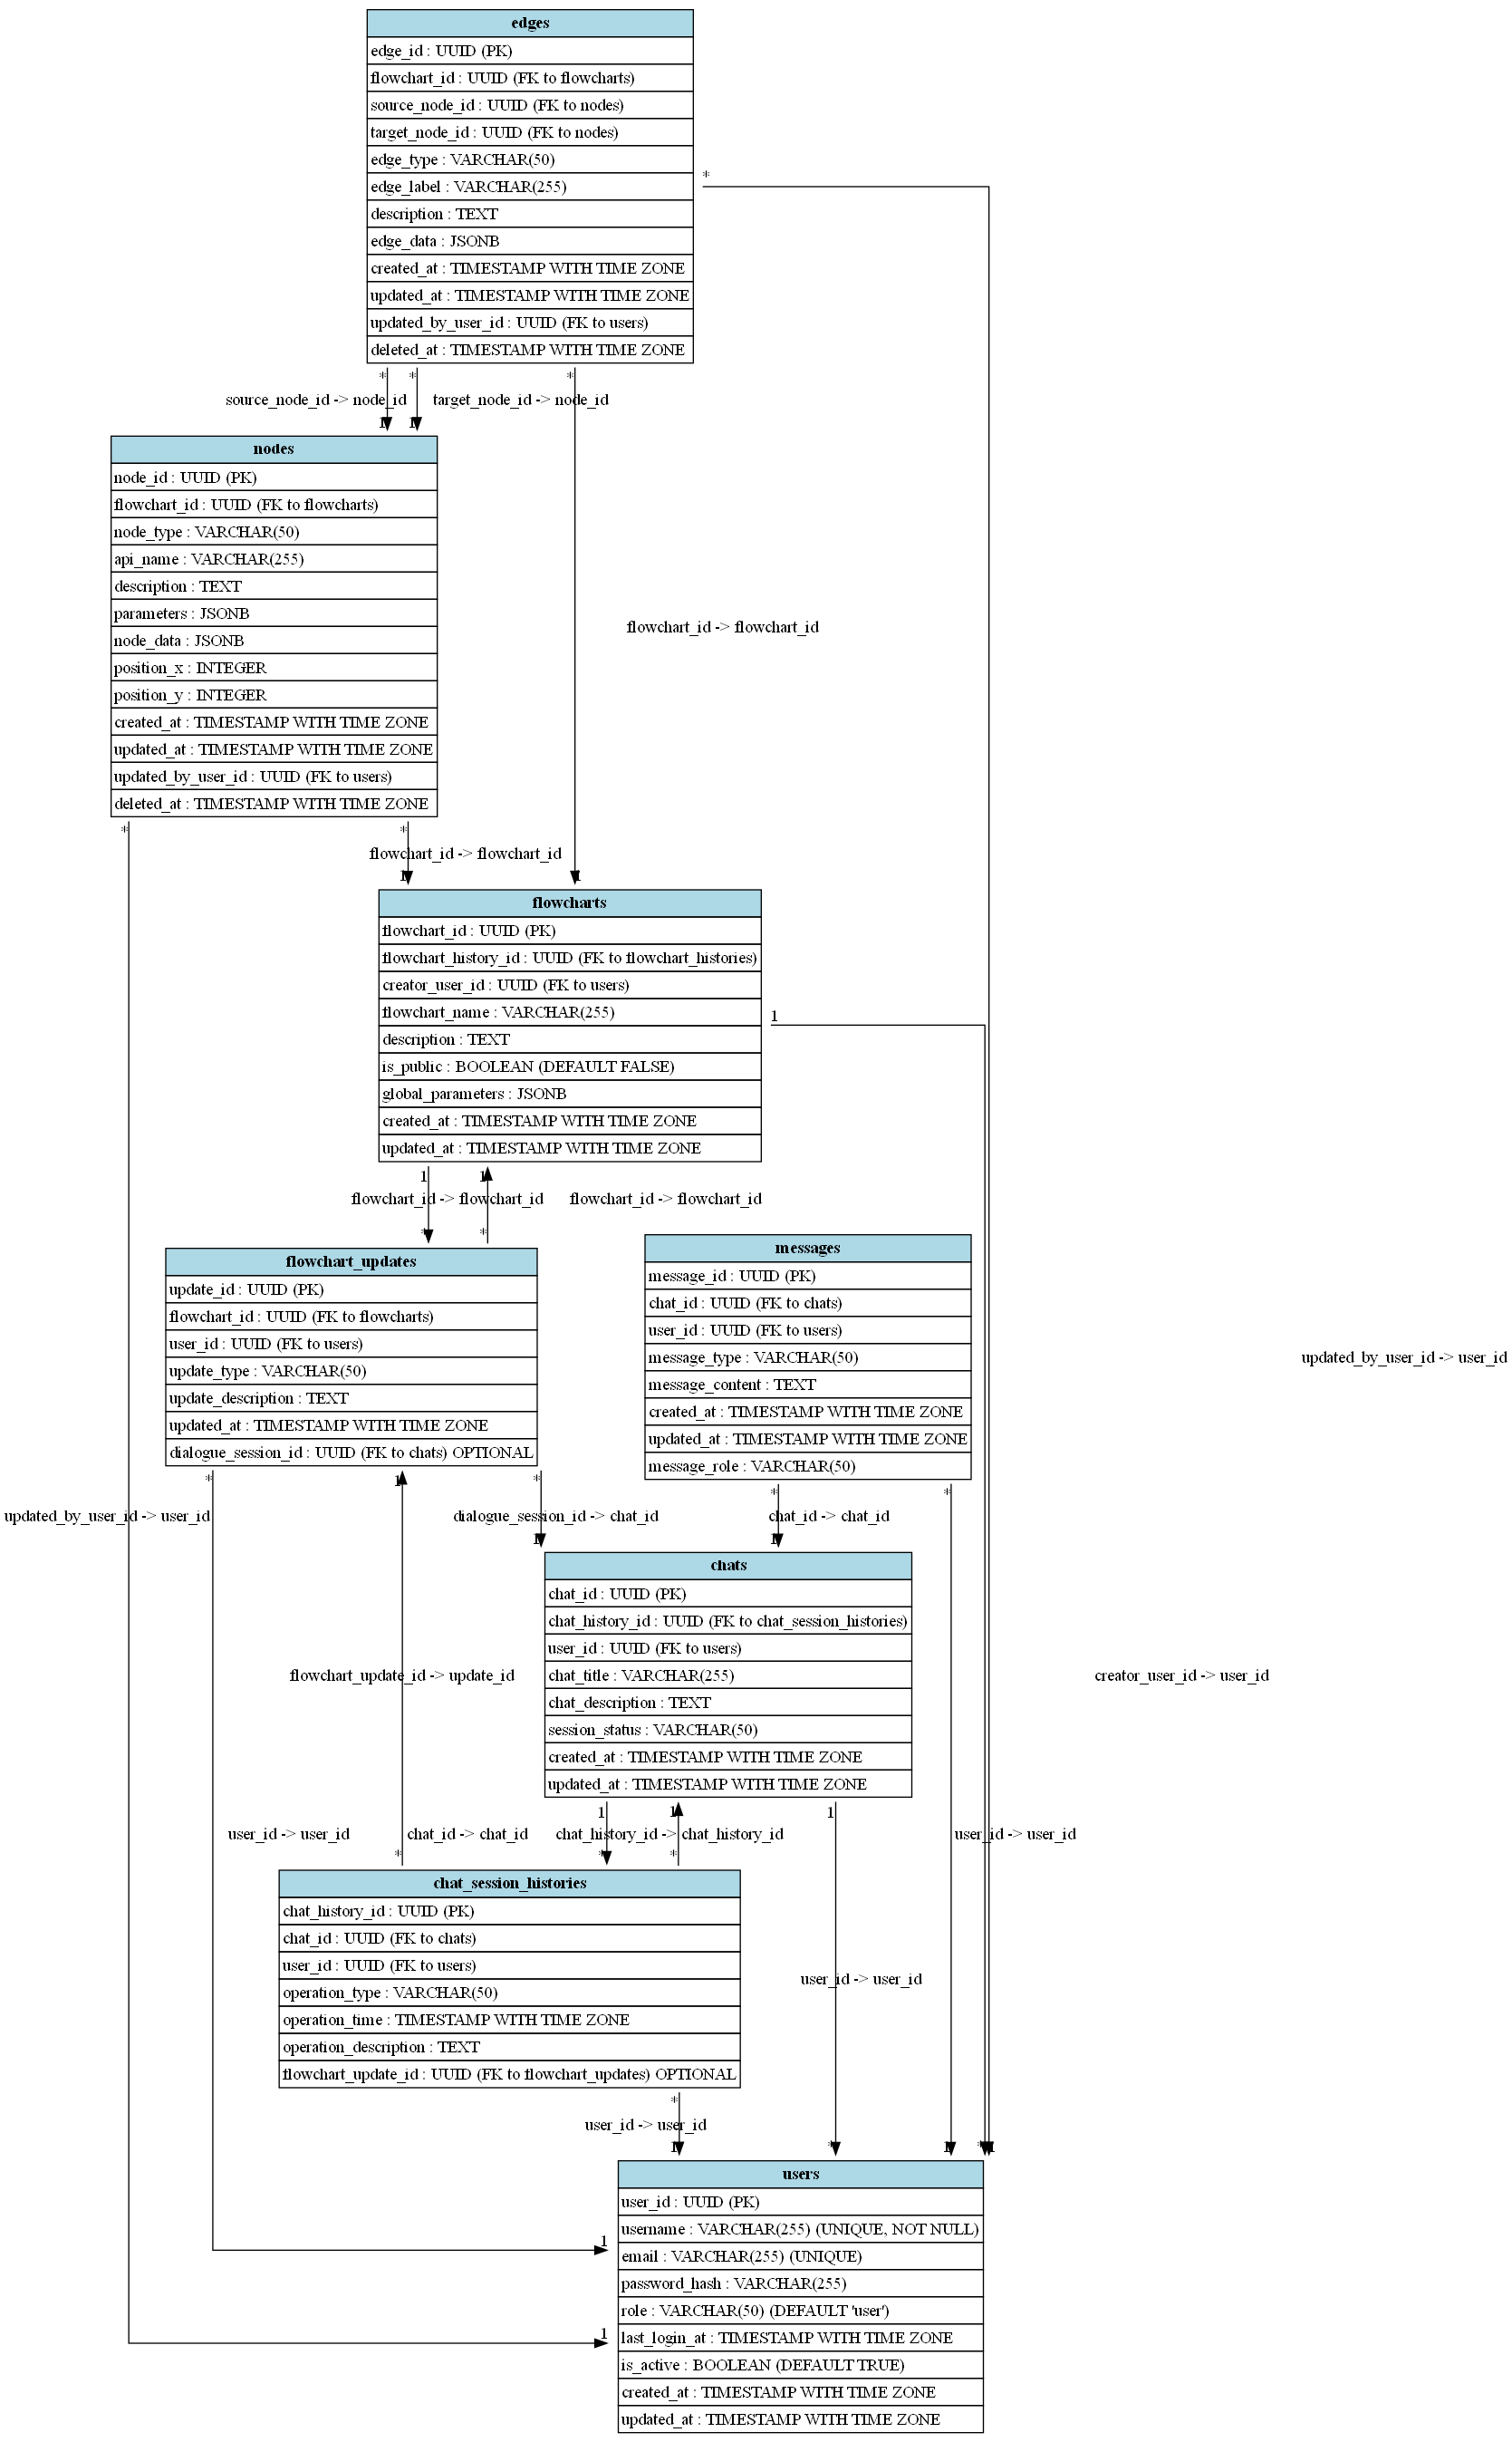 edges
edge_id : UUID (PK)
flowchart_id : UUID (FK to flowcharts)
source_node_id : UUID (FK to nodes)
target_node_id : UUID (FK to nodes)
edge_type : VARCHAR(50)
edge_label : VARCHAR(255)
description : TEXT
edge_data : JSONB
created_at : TIMESTAMP WITH TIME ZONE
updated_at : TIMESTAMP WITH TIME ZONE
updated_by_user_id : UUID (FK to users)
deleted_at : TIMESTAMP WITH TIME ZONE
*
* * *
source_node_id -> node_id
target_node_id -> node_id
1 1
nodes
node_id : UUID (PK)
flowchart_id : UUID (FK to flowcharts)
node_type : VARCHAR(50)
api_name : VARCHAR(255)
description : TEXT
parameters : JSONB
node_data : JSONB
position_x : INTEGER
position_y : INTEGER
created_at : TIMESTAMP WITH TIME ZONE
updated_at : TIMESTAMP WITH TIME ZONE
updated_by_user_id : UUID (FK to users)
deleted_at : TIMESTAMP WITH TIME ZONE
flowchart_id -> flowchart_id
* *
flowchart_id -> flowchart_id
1 1
flowcharts
flowchart_id : UUID (PK)
flowchart_history_id : UUID (FK to flowchart_histories)
creator_user_id : UUID (FK to users)
flowchart_name : VARCHAR(255)
description : TEXT
is_public : BOOLEAN (DEFAULT FALSE)
global_parameters : JSONB
created_at : TIMESTAMP WITH TIME ZONE
updated_at : TIMESTAMP WITH TIME ZONE
1
1 1
flowchart_id -> flowchart_id
flowchart_id -> flowchart_id
* *
flowchart_updates
update_id : UUID (PK)
flowchart_id : UUID (FK to flowcharts)
user_id : UUID (FK to users)
update_type : VARCHAR(50)
update_description : TEXT
updated_at : TIMESTAMP WITH TIME ZONE
dialogue_session_id : UUID (FK to chats) OPTIONAL
messages
message_id : UUID (PK)
chat_id : UUID (FK to chats)
user_id : UUID (FK to users)
message_type : VARCHAR(50)
message_content : TEXT
created_at : TIMESTAMP WITH TIME ZONE
updated_at : TIMESTAMP WITH TIME ZONE
message_role : VARCHAR(50)
updated_by_user_id -> user_id
* 1 * * *
updated_by_user_id -> user_id
dialogue_session_id -> chat_id
chat_id -> chat_id
1 1
chats
chat_id : UUID (PK)
chat_history_id : UUID (FK to chat_session_histories)
user_id : UUID (FK to users)
chat_title : VARCHAR(255)
chat_description : TEXT
session_status : VARCHAR(50)
created_at : TIMESTAMP WITH TIME ZONE
updated_at : TIMESTAMP WITH TIME ZONE
flowchart_update_id -> update_id
creator_user_id -> user_id
1 1 1
user_id -> user_id
chat_id -> chat_id
chat_history_id -> chat_history_id
user_id -> user_id
* * *
chat_session_histories
chat_history_id : UUID (PK)
chat_id : UUID (FK to chats)
user_id : UUID (FK to users)
operation_type : VARCHAR(50)
operation_time : TIMESTAMP WITH TIME ZONE
operation_description : TEXT
flowchart_update_id : UUID (FK to flowchart_updates) OPTIONAL
user_id -> user_id
*
user_id -> user_id
1 * 1 * 1
users
user_id : UUID (PK)
username : VARCHAR(255) (UNIQUE, NOT NULL)
email : VARCHAR(255) (UNIQUE)
password_hash : VARCHAR(255)
role : VARCHAR(50) (DEFAULT 'user')
last_login_at : TIMESTAMP WITH TIME ZONE
is_active : BOOLEAN (DEFAULT TRUE)
created_at : TIMESTAMP WITH TIME ZONE
updated_at : TIMESTAMP WITH TIME ZONE
1
1